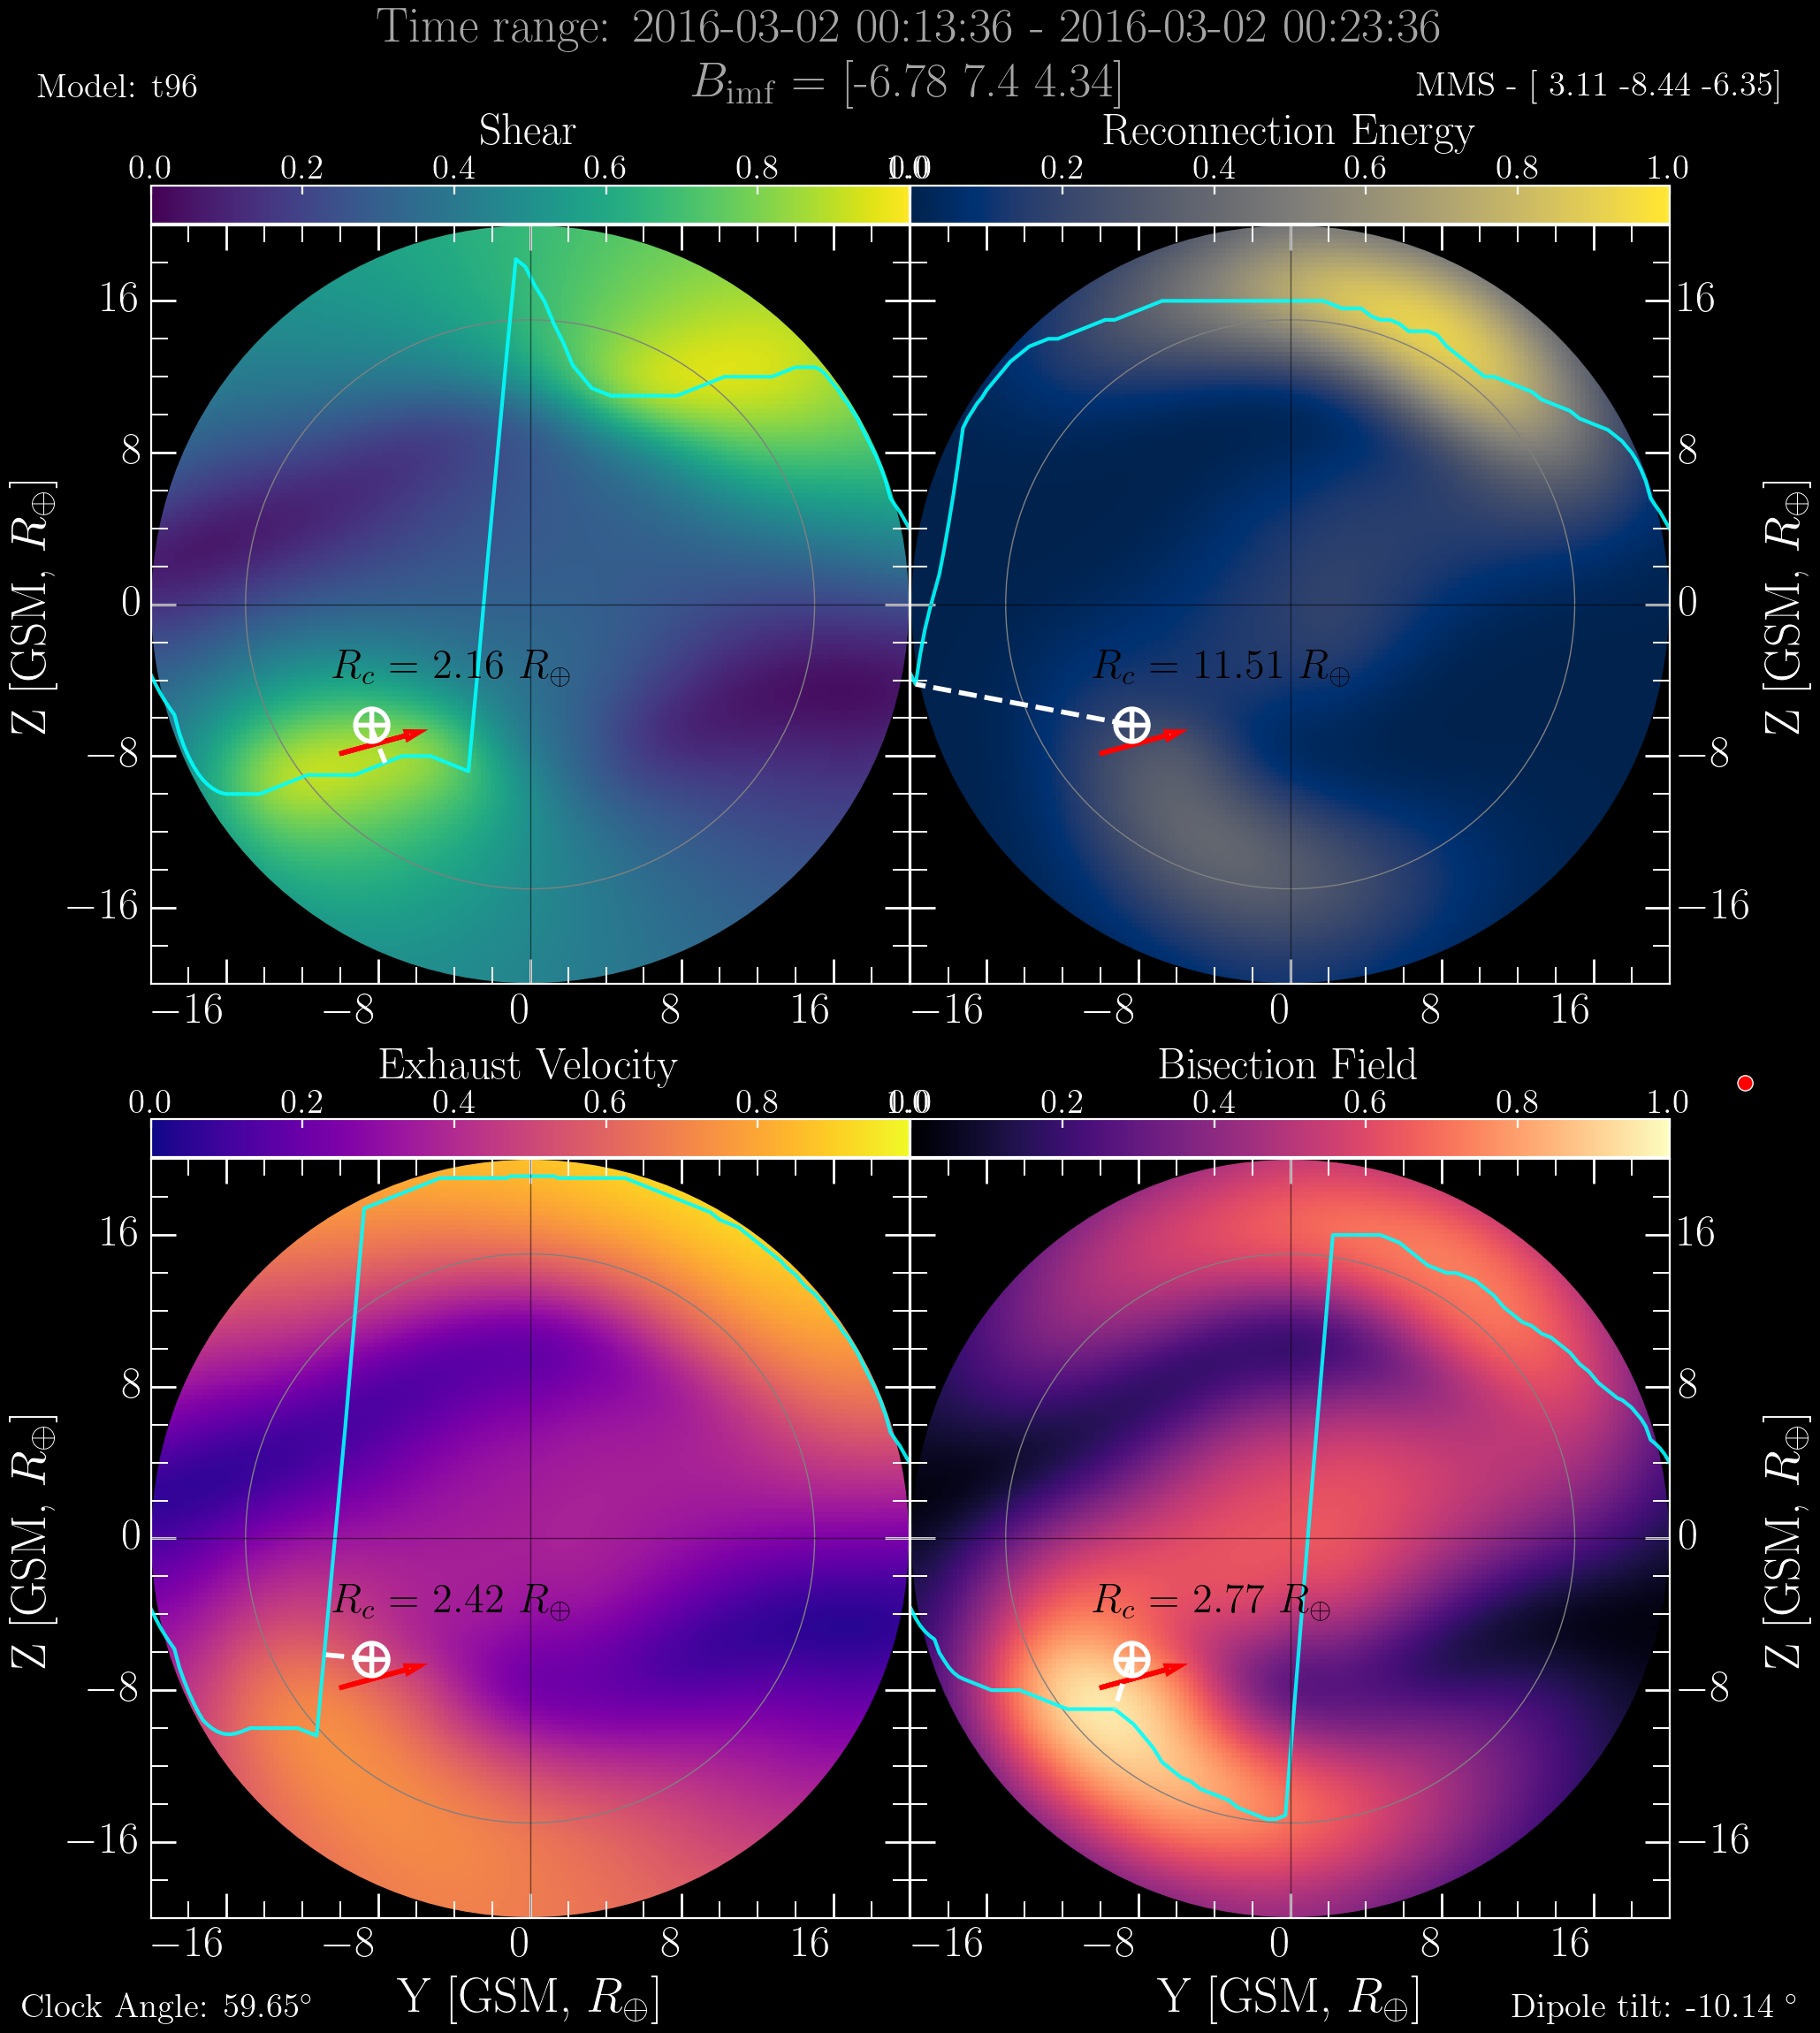 Time range: 2016-03-02 00:13:36 - 2016-03-02 00:23:36
Model: t96
B_imf = [-6.78 7.4 4.34]
MMS - [ 3.11 -8.44 -6.35]
Shear
Reconnection Energy
0.0 0.2 0.4 0.6 0.8 1.0
0.0 0.2 0.4 0.6 0.8 1.0
16
8
0
−8
−16
Z [GSM, R⊕]
R_c = 2.16 R⊕
R_c = 11.51 R⊕
16
8
0
−8
−16
Z [GSM, R⊕]
−16 −8 0 8 16
−16 −8 0 8 16
Exhaust Velocity
Bisection Field
0.0 0.2 0.4 0.6 0.8 1.0
0.0 0.2 0.4 0.6 0.8 1.0
16
8
0
−8
−16
Z [GSM, R⊕]
R_c = 2.42 R⊕
R_c = 2.77 R⊕
16
8
0
−8
−16
Z [GSM, R⊕]
−16 −8 0 8 16
−16 −8 0 8 16
Y [GSM, R⊕]
Y [GSM, R⊕]
Clock Angle: 59.65°
Dipole tilt: -10.14 °